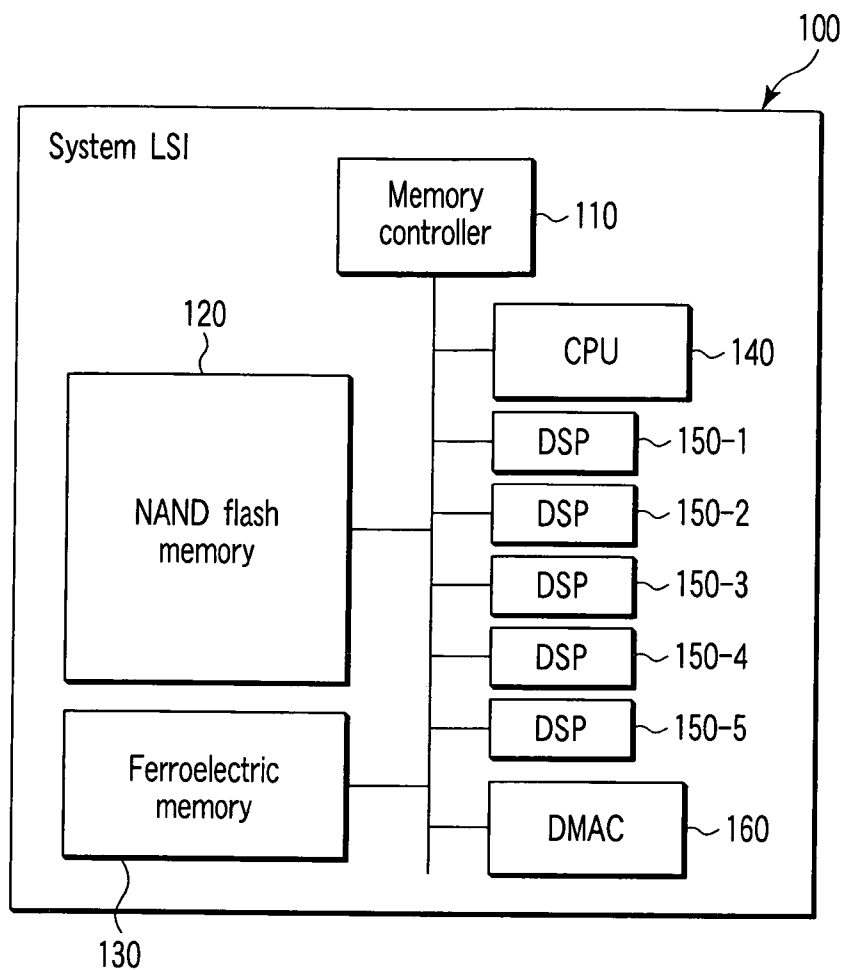 100
System LSI
Memory
controller
110
120
CPU
140
DSP
150-1
NAND flash
memory
DSP
150-2
DSP
150-3
DSP
150-4
DSP
150-5
Ferroelectric
memory
DMAC
160
130